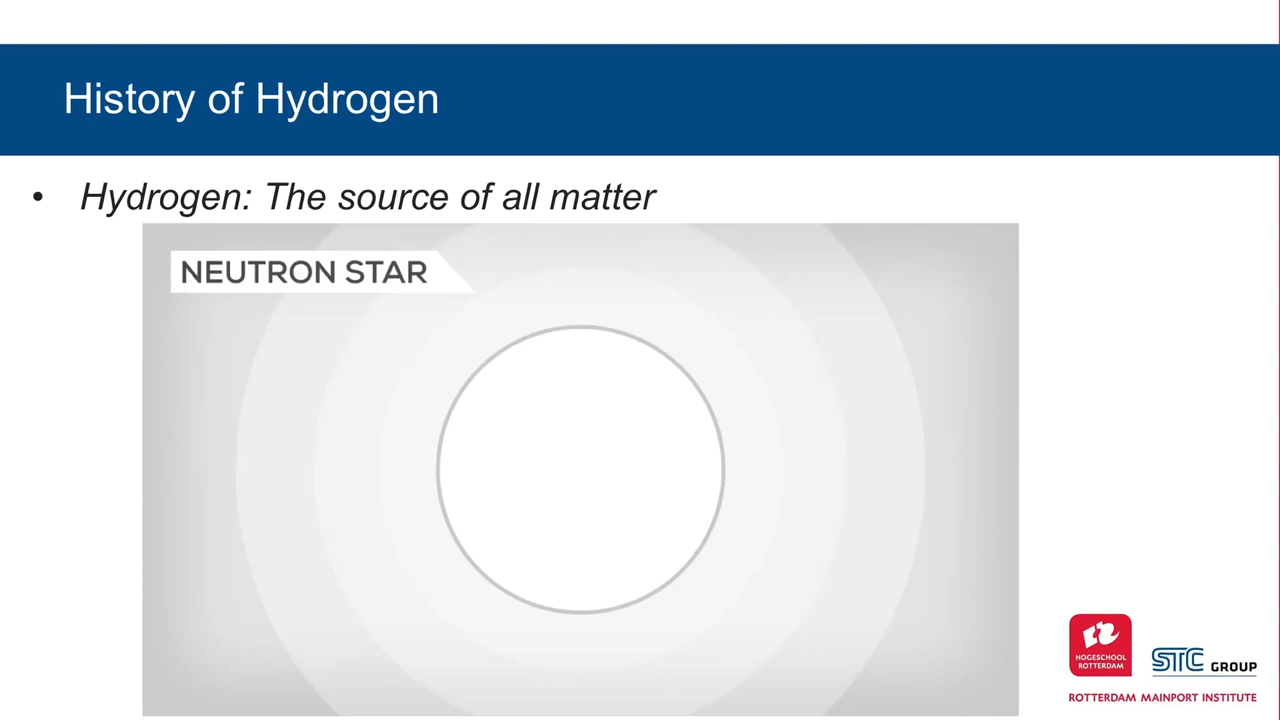 History of Hydrogen
• Hydrogen: The source of all matter
NEUTRON STAR
HOGESCHOOL
ROTTERDAM
STC GROUP
ROTTERDAM MAINPORT INSTITUTE